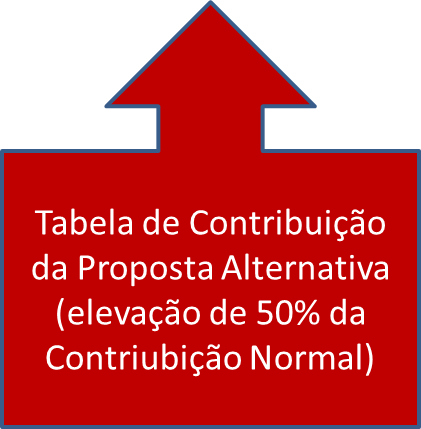 Tabela de Contribuição
da Proposta Alternativa
(elevação de 50% da
Contriubição Normal)